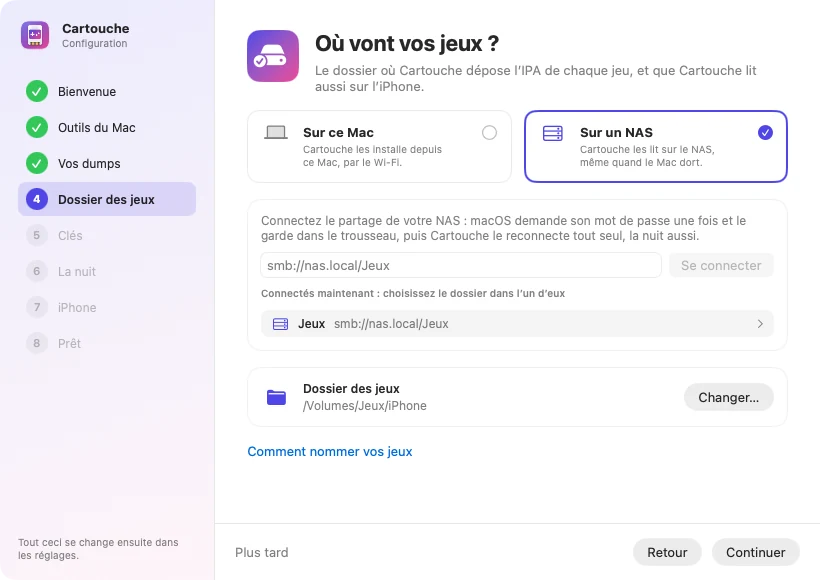 Cartouche
Configuration
Bienvenue
Outils du Mac
Vos dumps
4 Dossier des jeux
5 Clés
6 La nuit
7 iPhone
8 Prêt
Tout ceci se change ensuite dans
les réglages.
Où vont vos jeux ?
Le dossier où Cartouche dépose l’IPA de chaque jeu, et que Cartouche lit
aussi sur l’iPhone.
Sur ce Mac
Cartouche les installe depuis
ce Mac, par le Wi-Fi.
Sur un NAS
Cartouche les lit sur le NAS,
même quand le Mac dort.
Connectez le partage de votre NAS : macOS demande son mot de passe une fois et le
garde dans le trousseau, puis Cartouche le reconnecte tout seul, la nuit aussi.
smb://nas.local/Jeux
Se connecter
Connectés maintenant : choisissez le dossier dans l’un d’eux
Jeux smb://nas.local/Jeux
Dossier des jeux
/Volumes/Jeux/iPhone
Changer...
Comment nommer vos jeux
Plus tard
Retour
Continuer